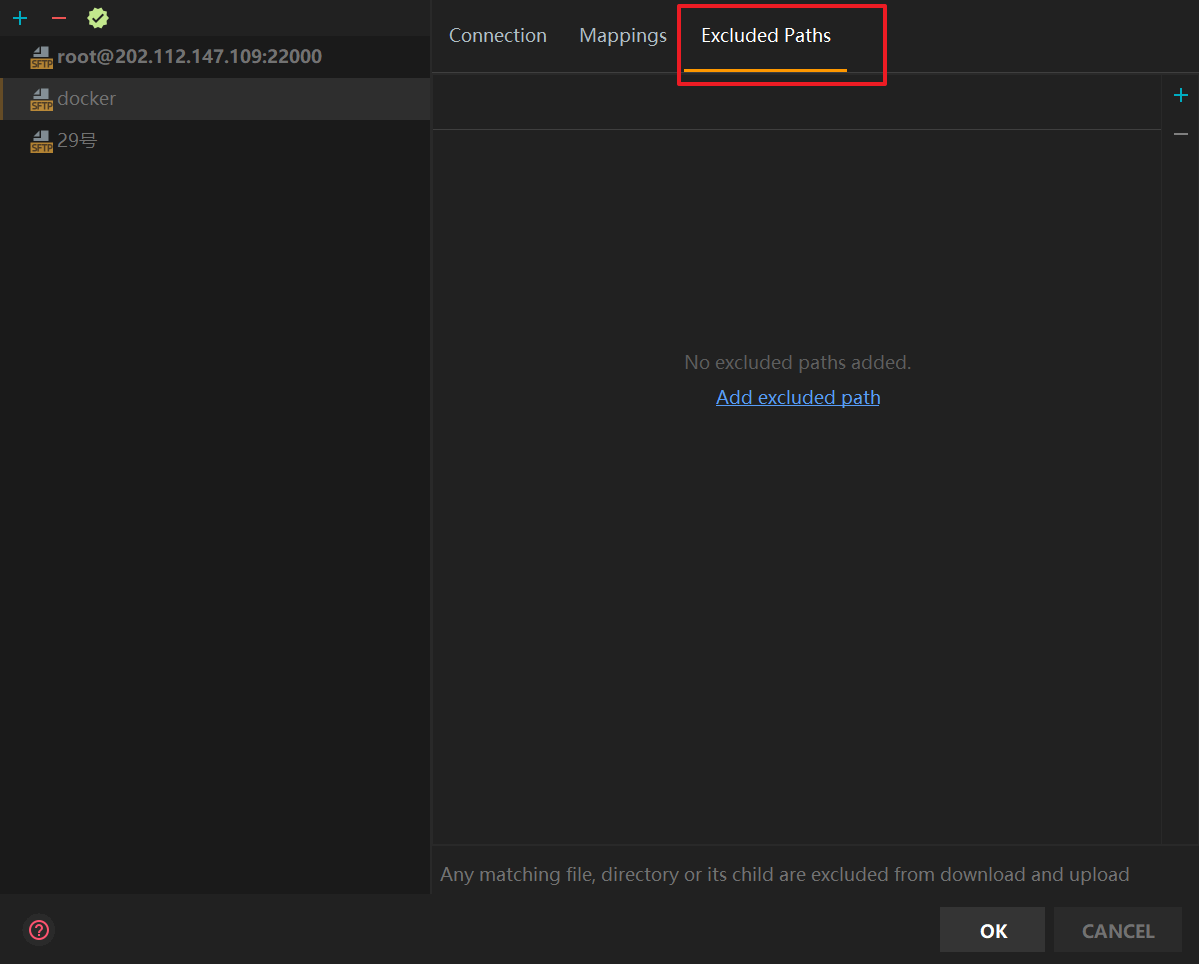 Connection Mappings Excluded Paths
SFTP root@202.112.147.109:22000
SFTP docker
SFTP 29号
No excluded paths added.
Add excluded path
Any matching file, directory or its child are excluded from download and upload
OK CANCEL